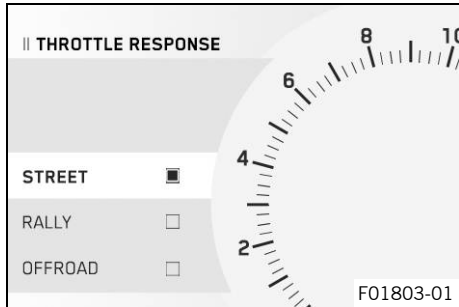 || THROTTLE RESPONSE
STREET
RALLY
OFFROAD
2
4
6
8
10
F01803-01